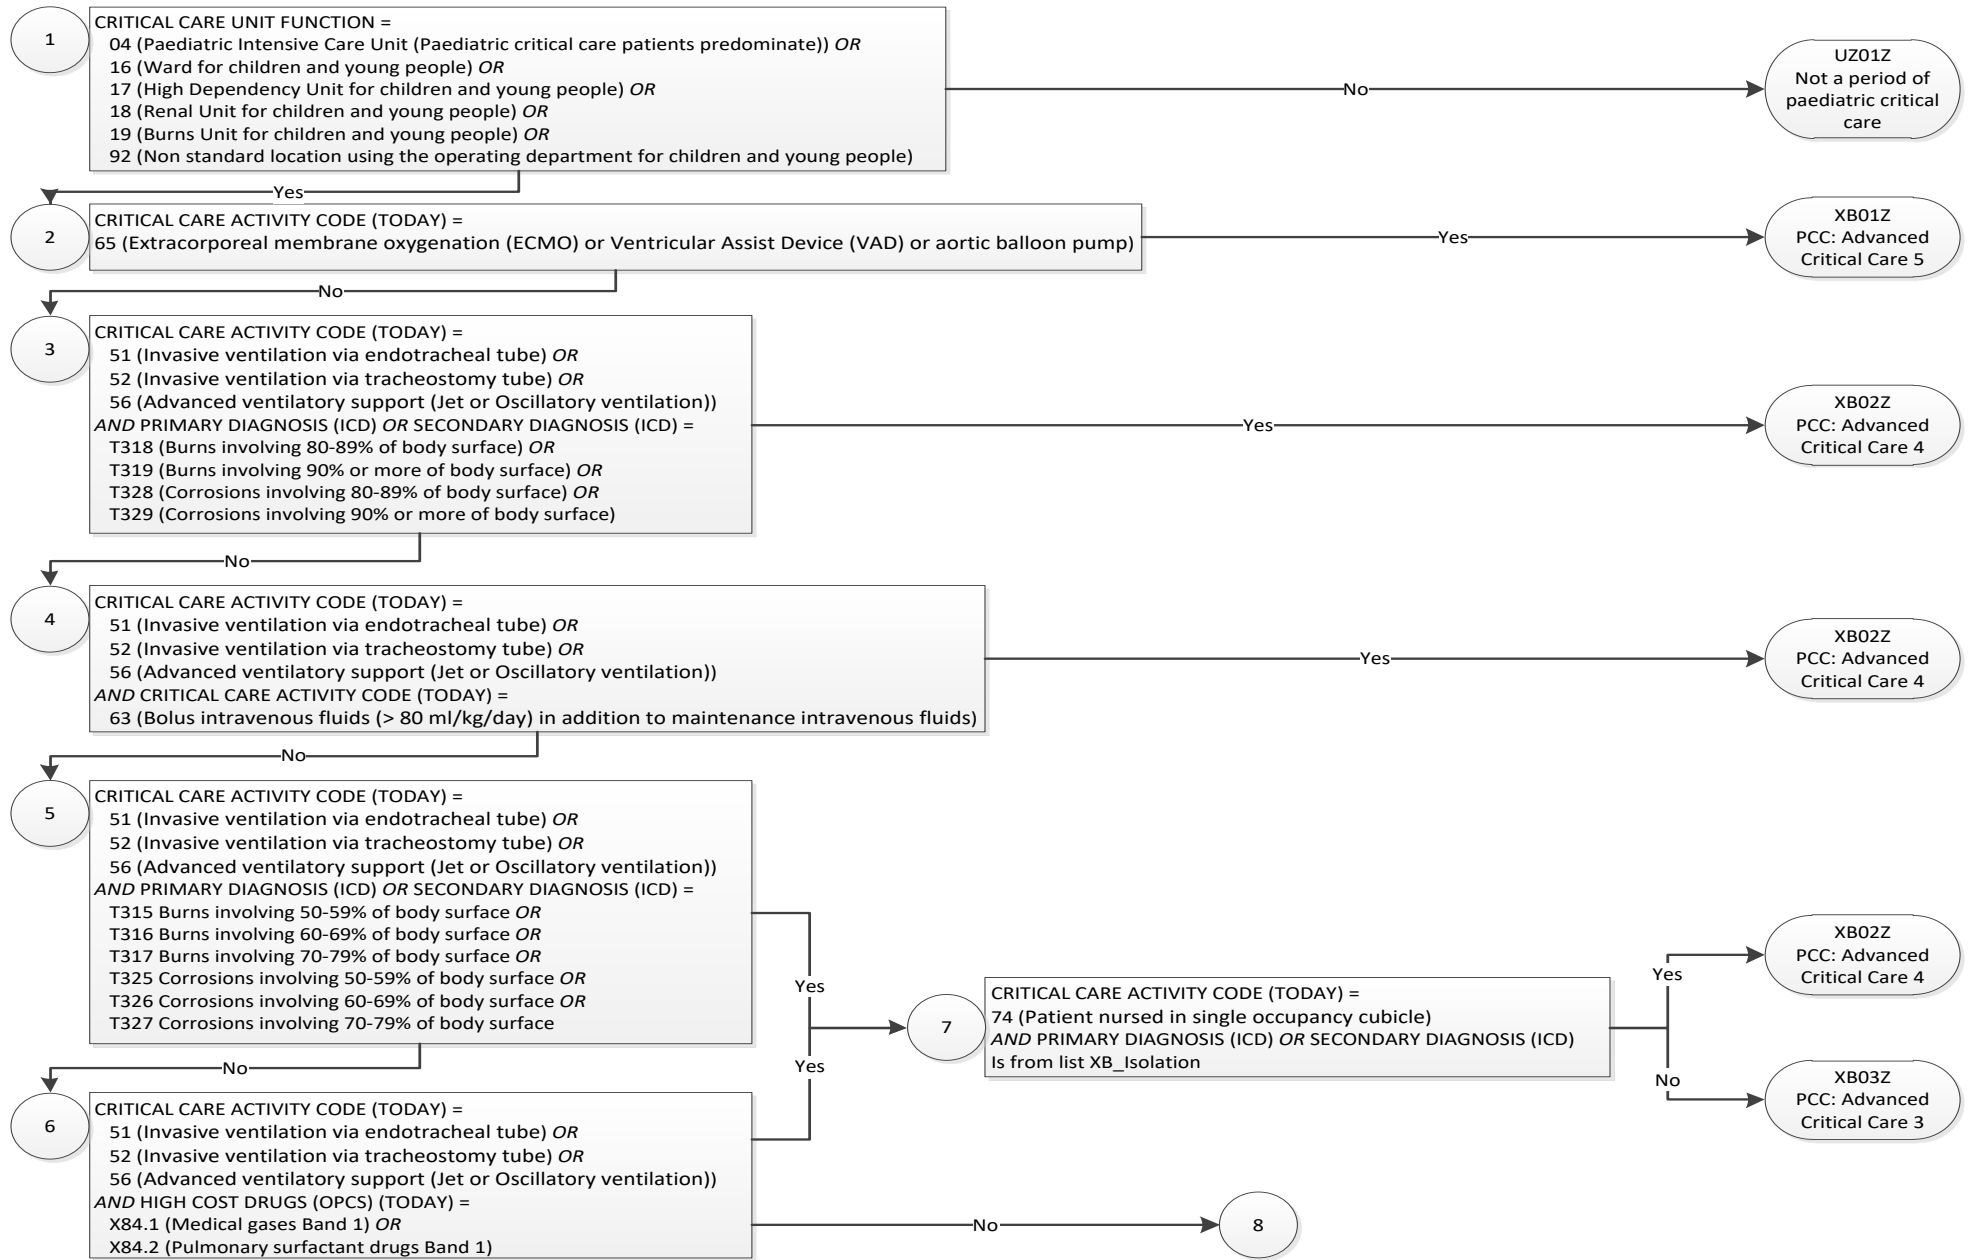 1
CRITICAL CARE UNIT FUNCTION =
04 (Paediatric Intensive Care Unit (Paediatric critical care patients predominate)) OR
16 (Ward for children and young people) OR
17 (High Dependency Unit for children and young people) OR
18 (Renal Unit for children and young people) OR
19 (Burns Unit for children and young people) OR
92 (Non standard location using the operating department for children and young people)
No
UZ01Z
Not a period of
paediatric critical
care
Yes
2
CRITICAL CARE ACTIVITY CODE (TODAY) =
65 (Extracorporeal membrane oxygenation (ECMO) or Ventricular Assist Device (VAD) or aortic balloon pump)
Yes
XB01Z
PCC: Advanced
Critical Care 5
No
3
CRITICAL CARE ACTIVITY CODE (TODAY) =
51 (Invasive ventilation via endotracheal tube) OR
52 (Invasive ventilation via tracheostomy tube) OR
56 (Advanced ventilatory support (Jet or Oscillatory ventilation))
AND PRIMARY DIAGNOSIS (ICD) OR SECONDARY DIAGNOSIS (ICD) =
T318 (Burns involving 80-89% of body surface) OR
T319 (Burns involving 90% or more of body surface) OR
T328 (Corrosions involving 80-89% of body surface) OR
T329 (Corrosions involving 90% or more of body surface)
Yes
XB02Z
PCC: Advanced
Critical Care 4
No
4
CRITICAL CARE ACTIVITY CODE (TODAY) =
51 (Invasive ventilation via endotracheal tube) OR
52 (Invasive ventilation via tracheostomy tube) OR
56 (Advanced ventilatory support (Jet or Oscillatory ventilation))
AND CRITICAL CARE ACTIVITY CODE (TODAY) =
63 (Bolus intravenous fluids (> 80 ml/kg/day) in addition to maintenance intravenous fluids)
Yes
XB02Z
PCC: Advanced
Critical Care 4
No
5
CRITICAL CARE ACTIVITY CODE (TODAY) =
51 (Invasive ventilation via endotracheal tube) OR
52 (Invasive ventilation via tracheostomy tube) OR
56 (Advanced ventilatory support (Jet or Oscillatory ventilation))
AND PRIMARY DIAGNOSIS (ICD) OR SECONDARY DIAGNOSIS (ICD) =
T315 Burns involving 50-59% of body surface OR
T316 Burns involving 60-69% of body surface OR
T317 Burns involving 70-79% of body surface OR
T325 Corrosions involving 50-59% of body surface OR
T326 Corrosions involving 60-69% of body surface OR
T327 Corrosions involving 70-79% of body surface
Yes
No
6
CRITICAL CARE ACTIVITY CODE (TODAY) =
51 (Invasive ventilation via endotracheal tube) OR
52 (Invasive ventilation via tracheostomy tube) OR
56 (Advanced ventilatory support (Jet or Oscillatory ventilation))
AND HIGH COST DRUGS (OPCS) (TODAY) =
X84.1 (Medical gases Band 1) OR
X84.2 (Pulmonary surfactant drugs Band 1)
Yes
7
CRITICAL CARE ACTIVITY CODE (TODAY) =
74 (Patient nursed in single occupancy cubicle)
AND PRIMARY DIAGNOSIS (ICD) OR SECONDARY DIAGNOSIS (ICD)
Is from list XB_Isolation
Yes
XB02Z
PCC: Advanced
Critical Care 4
No
XB03Z
PCC: Advanced
Critical Care 3
No
8